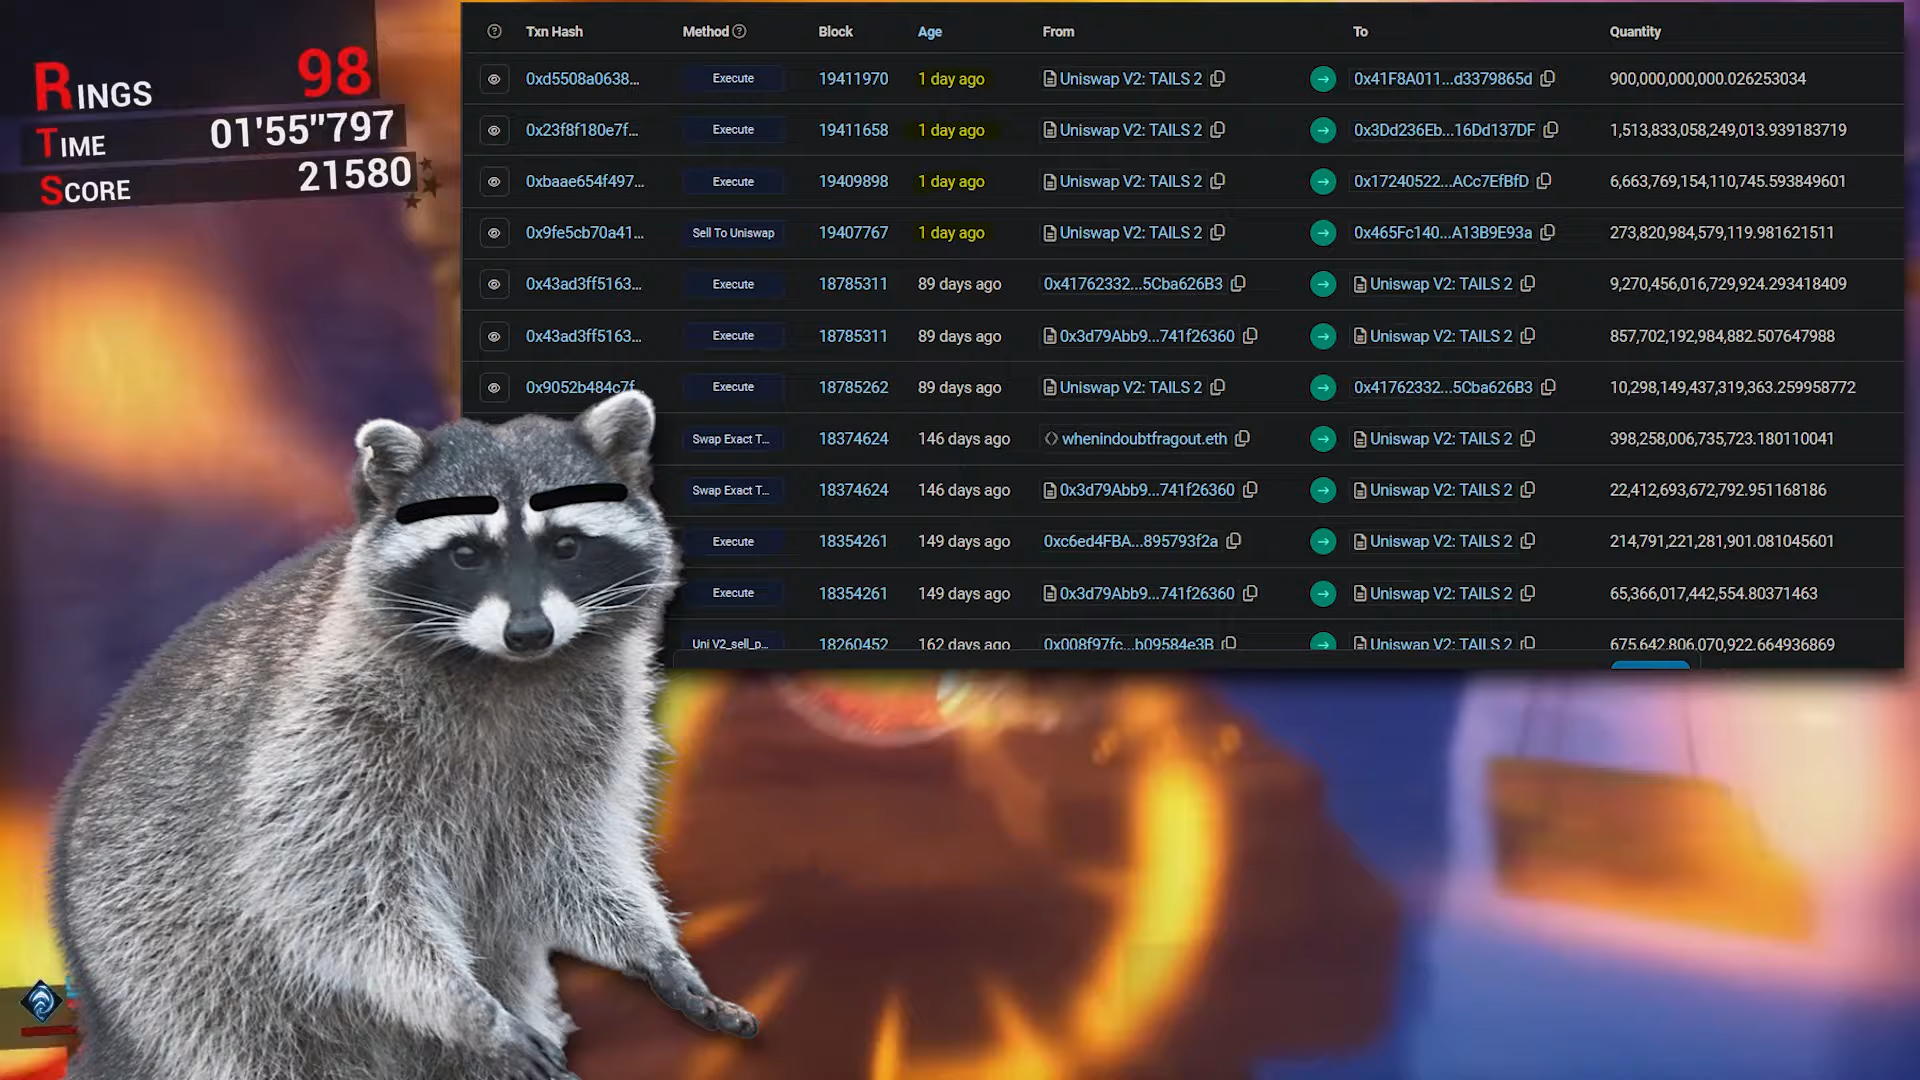 RINGS 98
TIME 01'55"797
SCORE 21580
Txn Hash Method Block Age From To Quantity
0xd5508a0638... Execute 19411970 1 day ago Uniswap V2: TAILS 2 0x41F8A011...d3379865d 900,000,000,000.026253034
0x23f8f180e7f... Execute 19411658 1 day ago Uniswap V2: TAILS 2 0x3Dd236Eb...16Dd137DF 1,513,833,058,249,013.939183719
0xbaae654f497... Execute 19409898 1 day ago Uniswap V2: TAILS 2 0x17240522...ACc7EfBfD 6,663,769,154,110,745.593849601
0x9fe5cb70a41... Sell To Uniswap 19407767 1 day ago Uniswap V2: TAILS 2 0x465Fc140...A13B9E93a 273,820,984,579,119.981621511
0x43ad3ff5163... Execute 18785311 89 days ago 0x41762332...5Cba626B3 Uniswap V2: TAILS 2 9,270,456,016,729,924.293418409
0x43ad3ff5163... Execute 18785311 89 days ago 0x3d79Abb9...741f26360 Uniswap V2: TAILS 2 857,702,192,984,882.507647988
0x9052b484c7f Execute 18785262 89 days ago Uniswap V2: TAILS 2 0x41762332...5Cba626B3 10,298,149,437,319,363.259958772
Swap Exact T... 18374624 146 days ago whenindoubtfragout.eth Uniswap V2: TAILS 2 398,258,006,735,723.180110041
Swap Exact T... 18374624 146 days ago 0x3d79Abb9...741f26360 Uniswap V2: TAILS 2 22,412,693,672,792.951168186
Execute 18354261 149 days ago 0xc6ed4FBA...895793f2a Uniswap V2: TAILS 2 214,791,221,281,901.081045601
Execute 18354261 149 days ago 0x3d79Abb9...741f26360 Uniswap V2: TAILS 2 65,366,017,442,554.80371463
Uni V2_sell_p... 18260452 162 days ago 0x008f97fc...b09584e3B Uniswap V2: TAILS 2 675,642,806,070,922.664936869